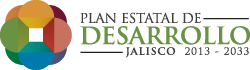 PLAN ESTATAL DE
DESARROLLO
JALISCO 2013 - 2033